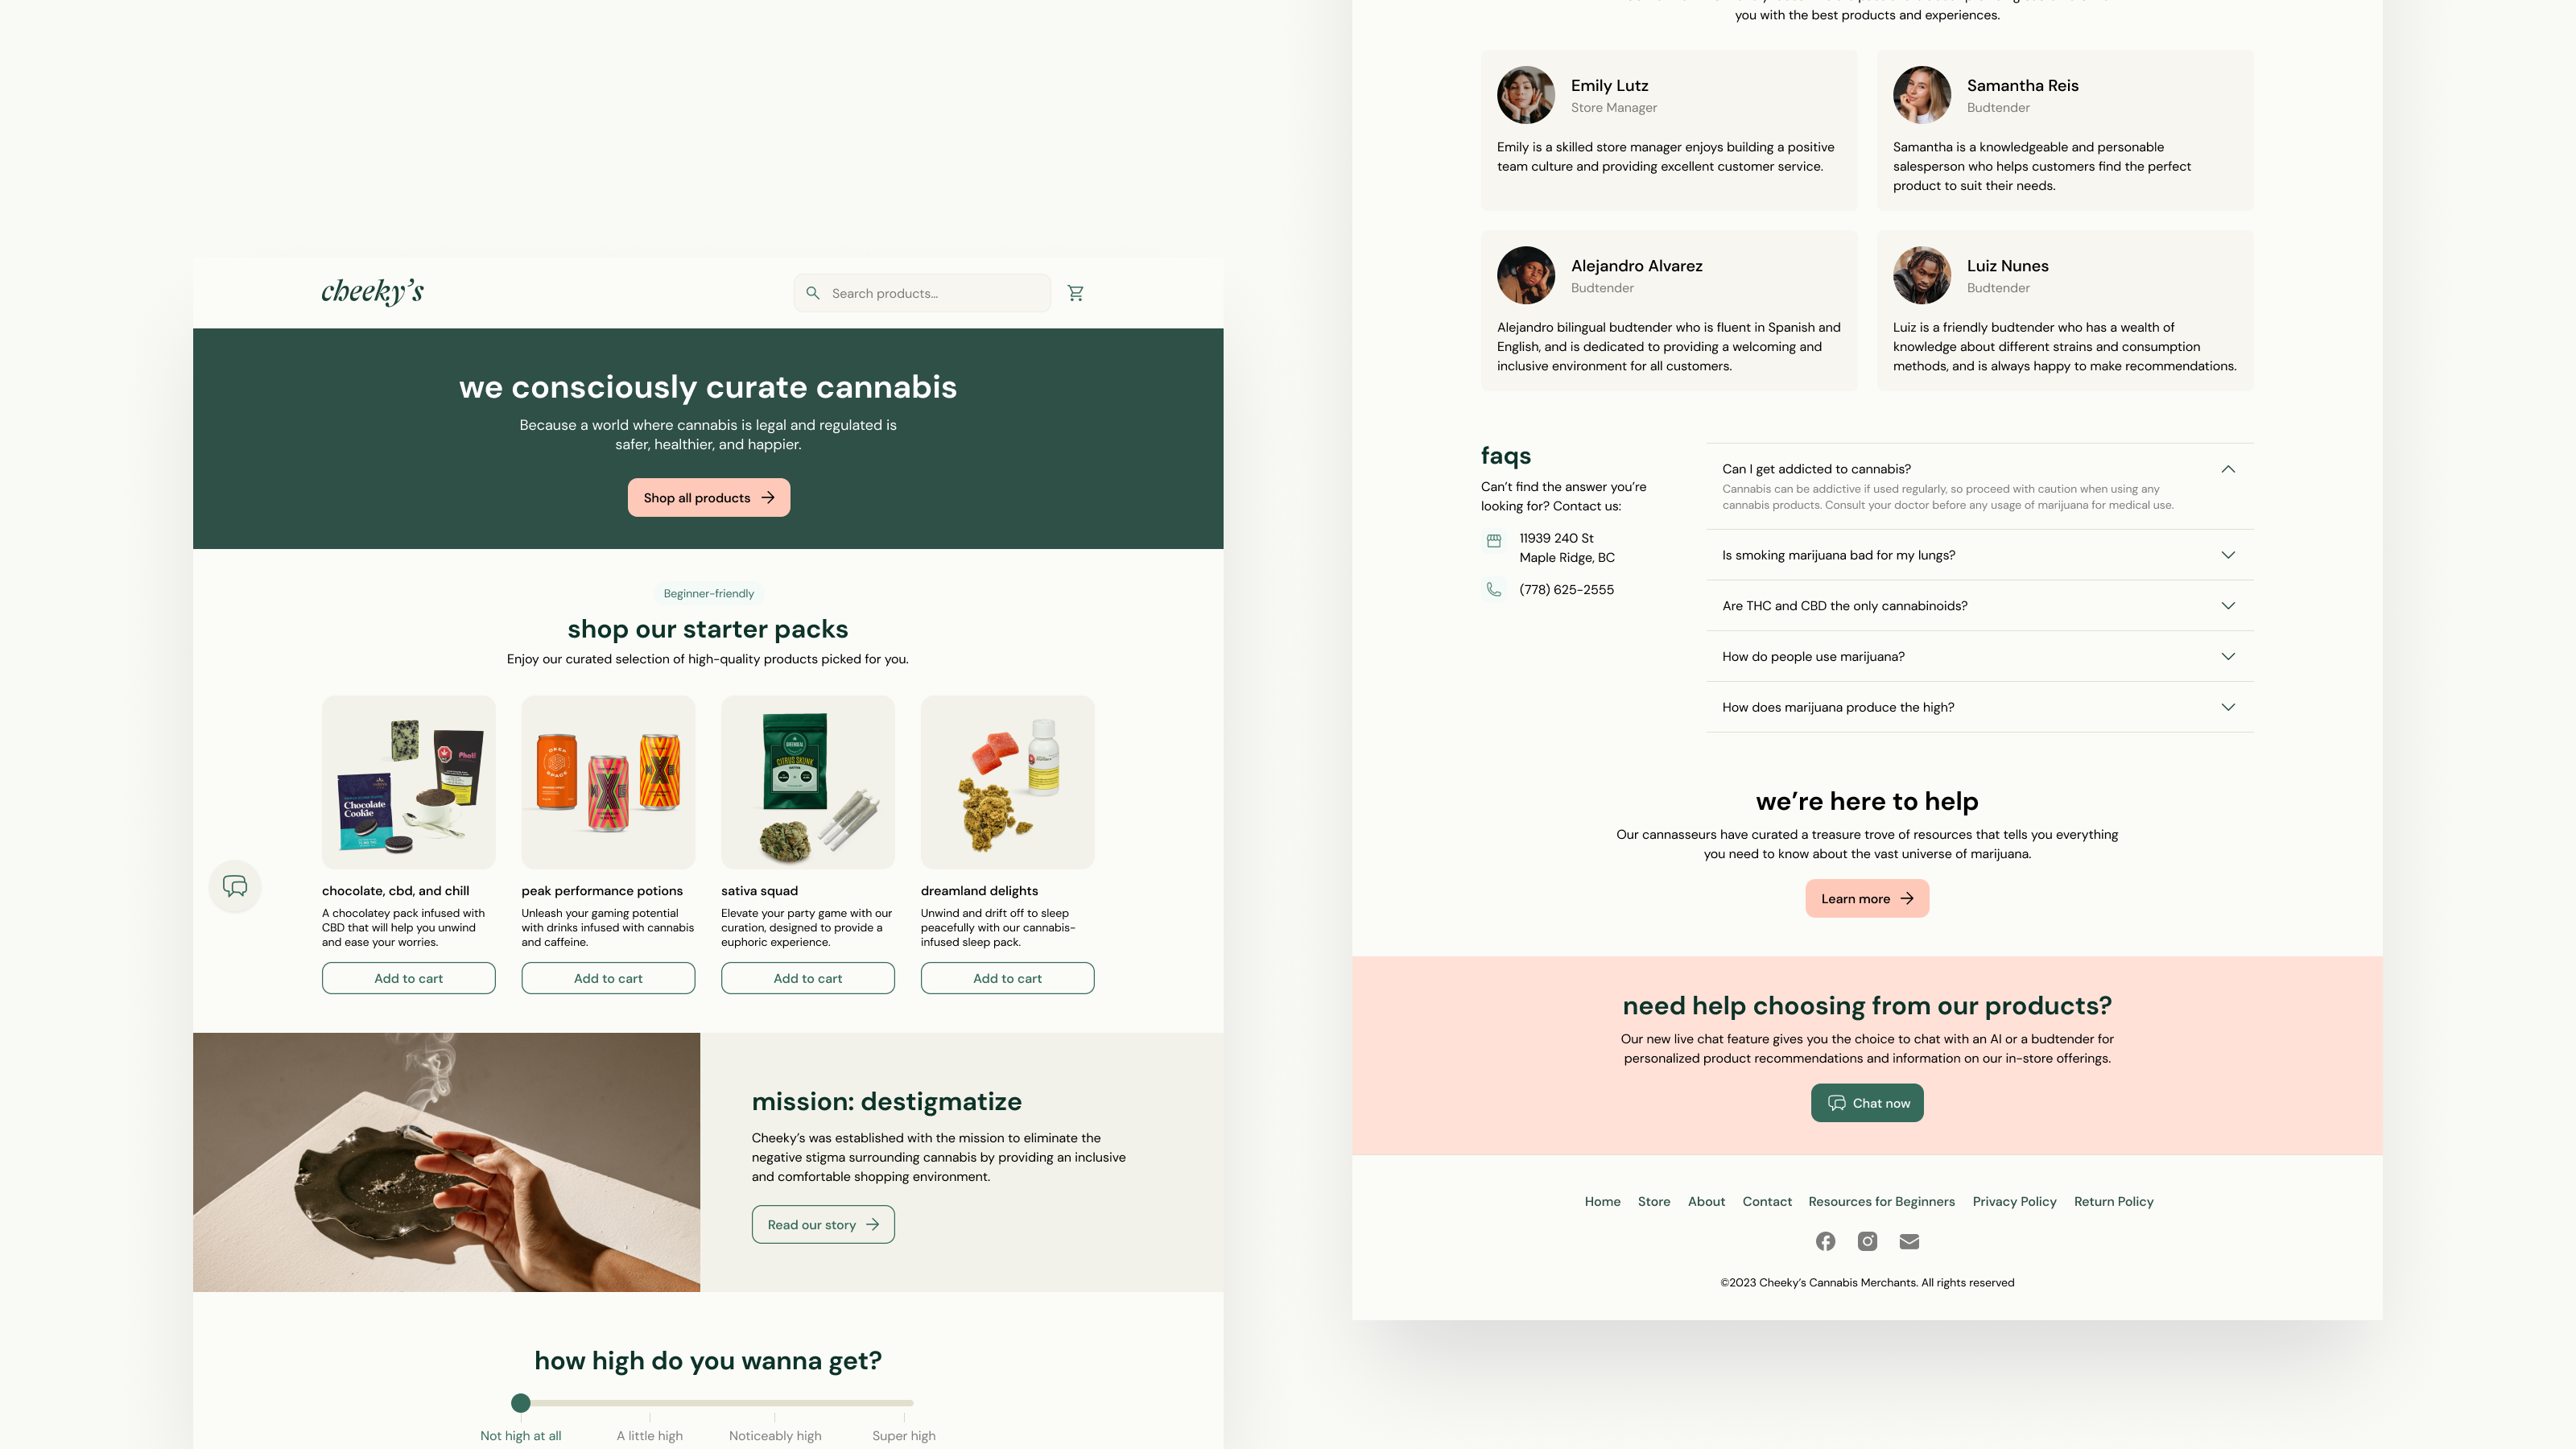 cheeky's
Search products...
we consciously curate cannabis
Because a world where cannabis is legal and regulated is
safer, healthier, and happier.
Shop all products
Beginner-friendly
shop our starter packs
Enjoy our curated selection of high-quality products picked for you.
Chocolate
Cookie
DEEP
SPACE
CITRUS SKUNK
chocolate, cbd, and chill
A chocolatey pack infused with
CBD that will help you unwind
and ease your worries.
Add to cart
peak performance potions
Unleash your gaming potential
with drinks infused with cannabis
and caffeine.
Add to cart
sativa squad
Elevate your party game with our
curation, designed to provide a
euphoric experience.
Add to cart
dreamland delights
Unwind and drift off to sleep
peacefully with our cannabis-
infused sleep pack.
Add to cart
mission: destigmatize
Cheeky's was established with the mission to eliminate the
negative stigma surrounding cannabis by providing an inclusive
and comfortable shopping environment.
Read our story
how high do you wanna get?
Not high at all
A little high
Noticeably high
Super high
you with the best products and experiences.
Emily Lutz
Store Manager
Emily is a skilled store manager enjoys building a positive
team culture and providing excellent customer service.
Samantha Reis
Budtender
Samantha is a knowledgeable and personable
salesperson who helps customers find the perfect
product to suit their needs.
Alejandro Alvarez
Budtender
Alejandro bilingual budtender who is fluent in Spanish and
English, and is dedicated to providing a welcoming and
inclusive environment for all customers.
Luiz Nunes
Budtender
Luiz is a friendly budtender who has a wealth of
knowledge about different strains and consumption
methods, and is always happy to make recommendations.
faqs
Can't find the answer you're
looking for? Contact us:
11939 240 St
Maple Ridge, BC
(778) 625-2555
Can I get addicted to cannabis?
Cannabis can be addictive if used regularly, so proceed with caution when using any
cannabis products. Consult your doctor before any usage of marijuana for medical use.
Is smoking marijuana bad for my lungs?
Are THC and CBD the only cannabinoids?
How do people use marijuana?
How does marijuana produce the high?
we're here to help
Our cannasseurs have curated a treasure trove of resources that tells you everything
you need to know about the vast universe of marijuana.
Learn more
need help choosing from our products?
Our new live chat feature gives you the choice to chat with an AI or a budtender for
personalized product recommendations and information on our in-store offerings.
Chat now
Home Store About Contact Resources for Beginners Privacy Policy Return Policy
©2023 Cheeky's Cannabis Merchants. All rights reserved